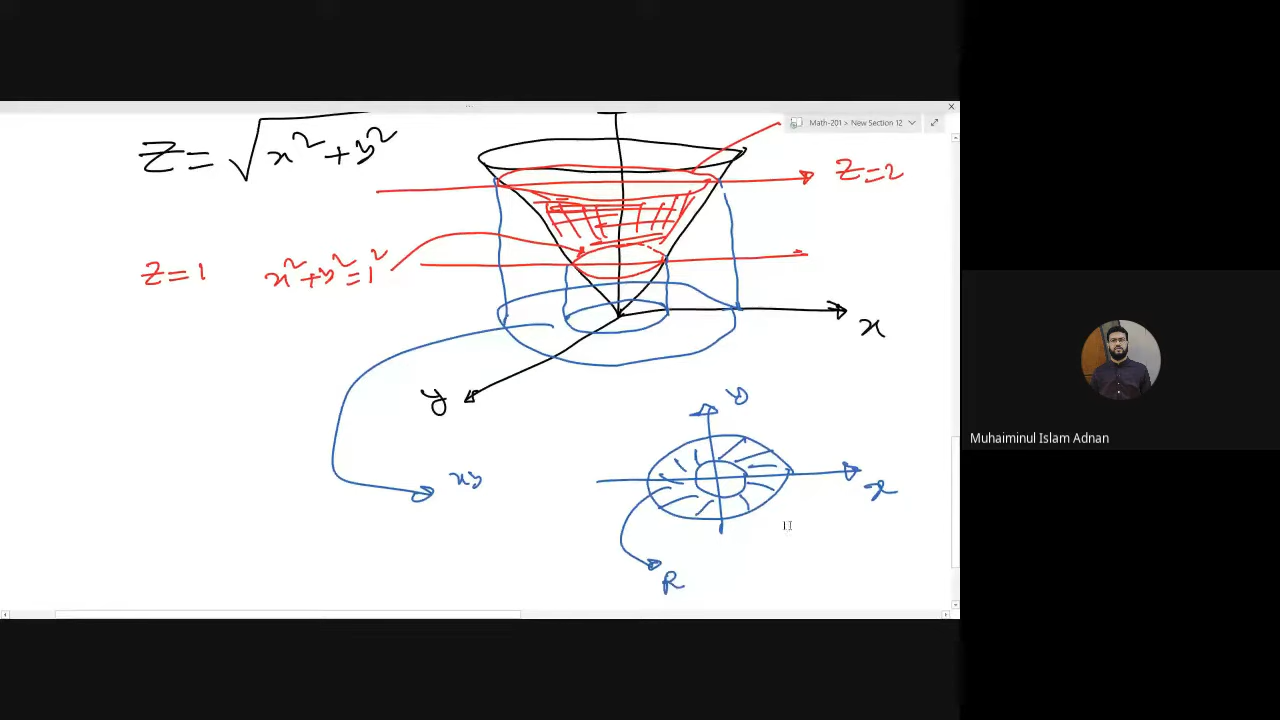 Math-201 > New Section 12
Z = √x²+y²
Z=2
Z=1 x²+y²=1²
x
y
y
xy
x
R
Muhaiminul Islam Adnan